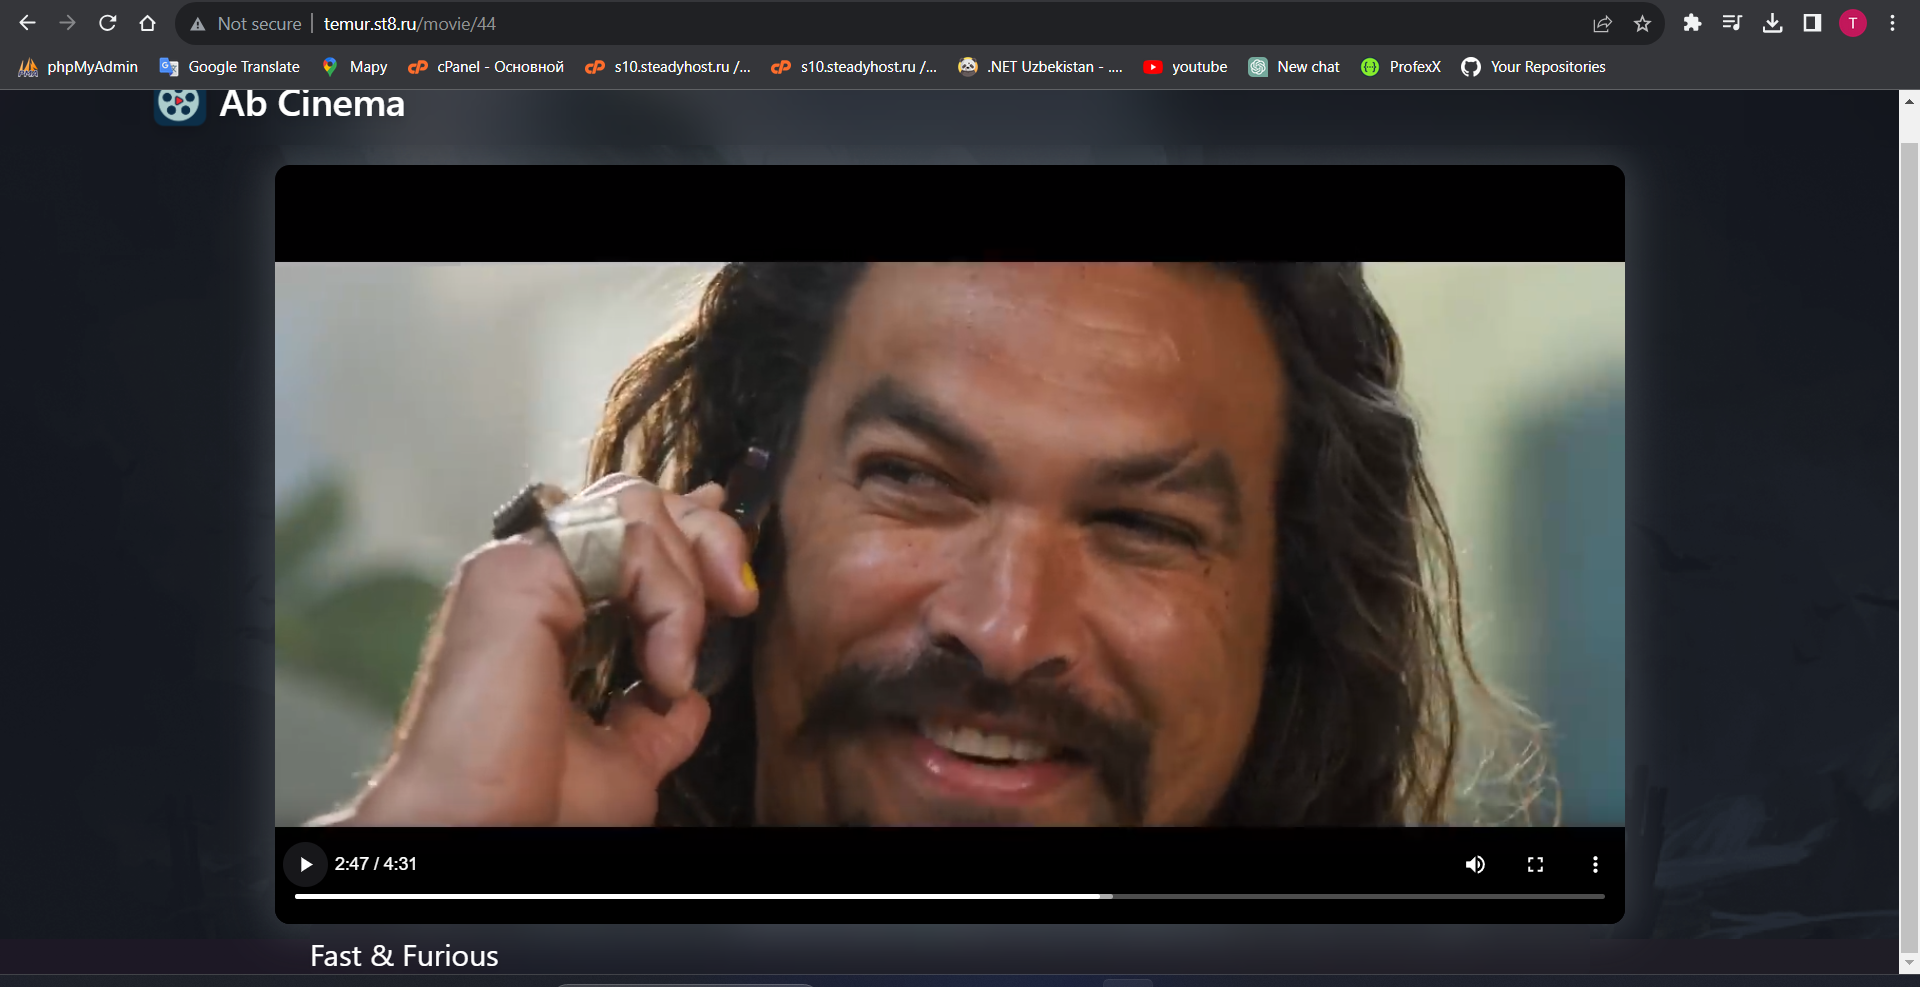 Not secure temur.st8.ru/movie/44
T
phpMyAdmin Google Translate Mapy cPanel - Основной s10.steadyhost.ru /... s10.steadyhost.ru /... .NET Uzbekistan - .... youtube New chat ProfexX Your Repositories
Ab Cinema
2:47 / 4:31
Fast & Furious